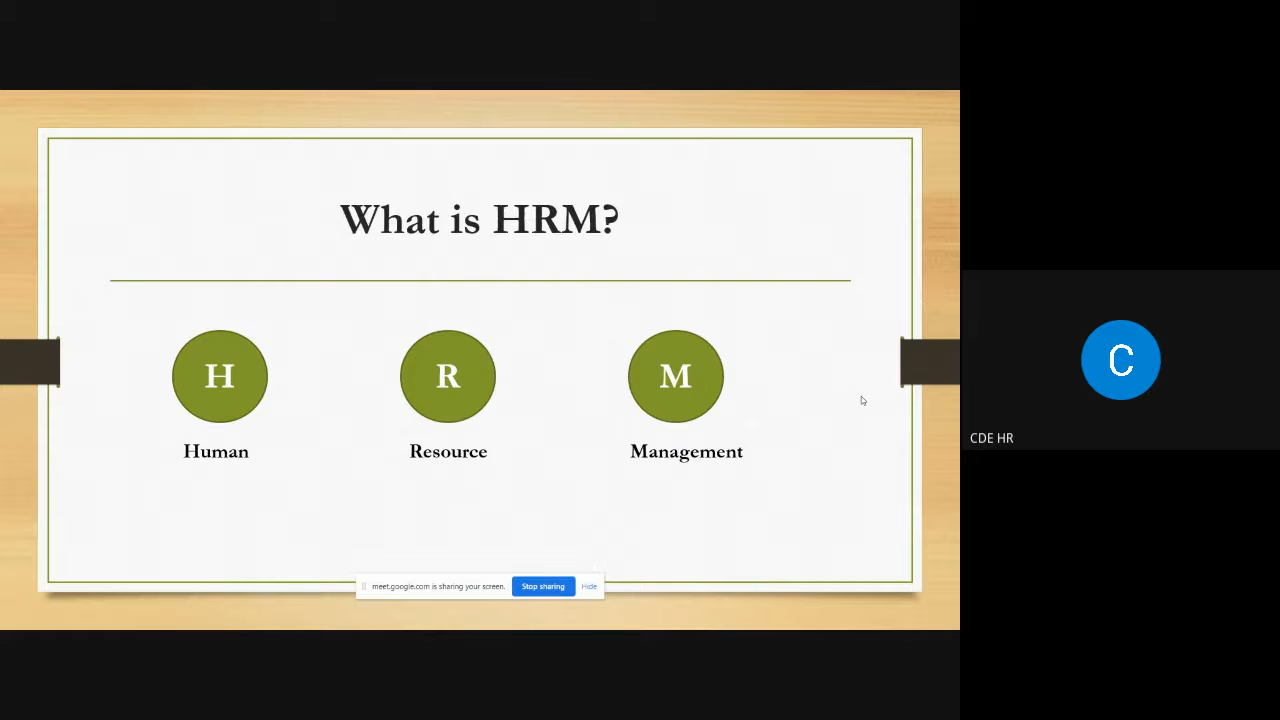 What is HRM?
H R M
Human Resource Management
meet.google.com is sharing your screen. Stop sharing Hide
C
CDE HR